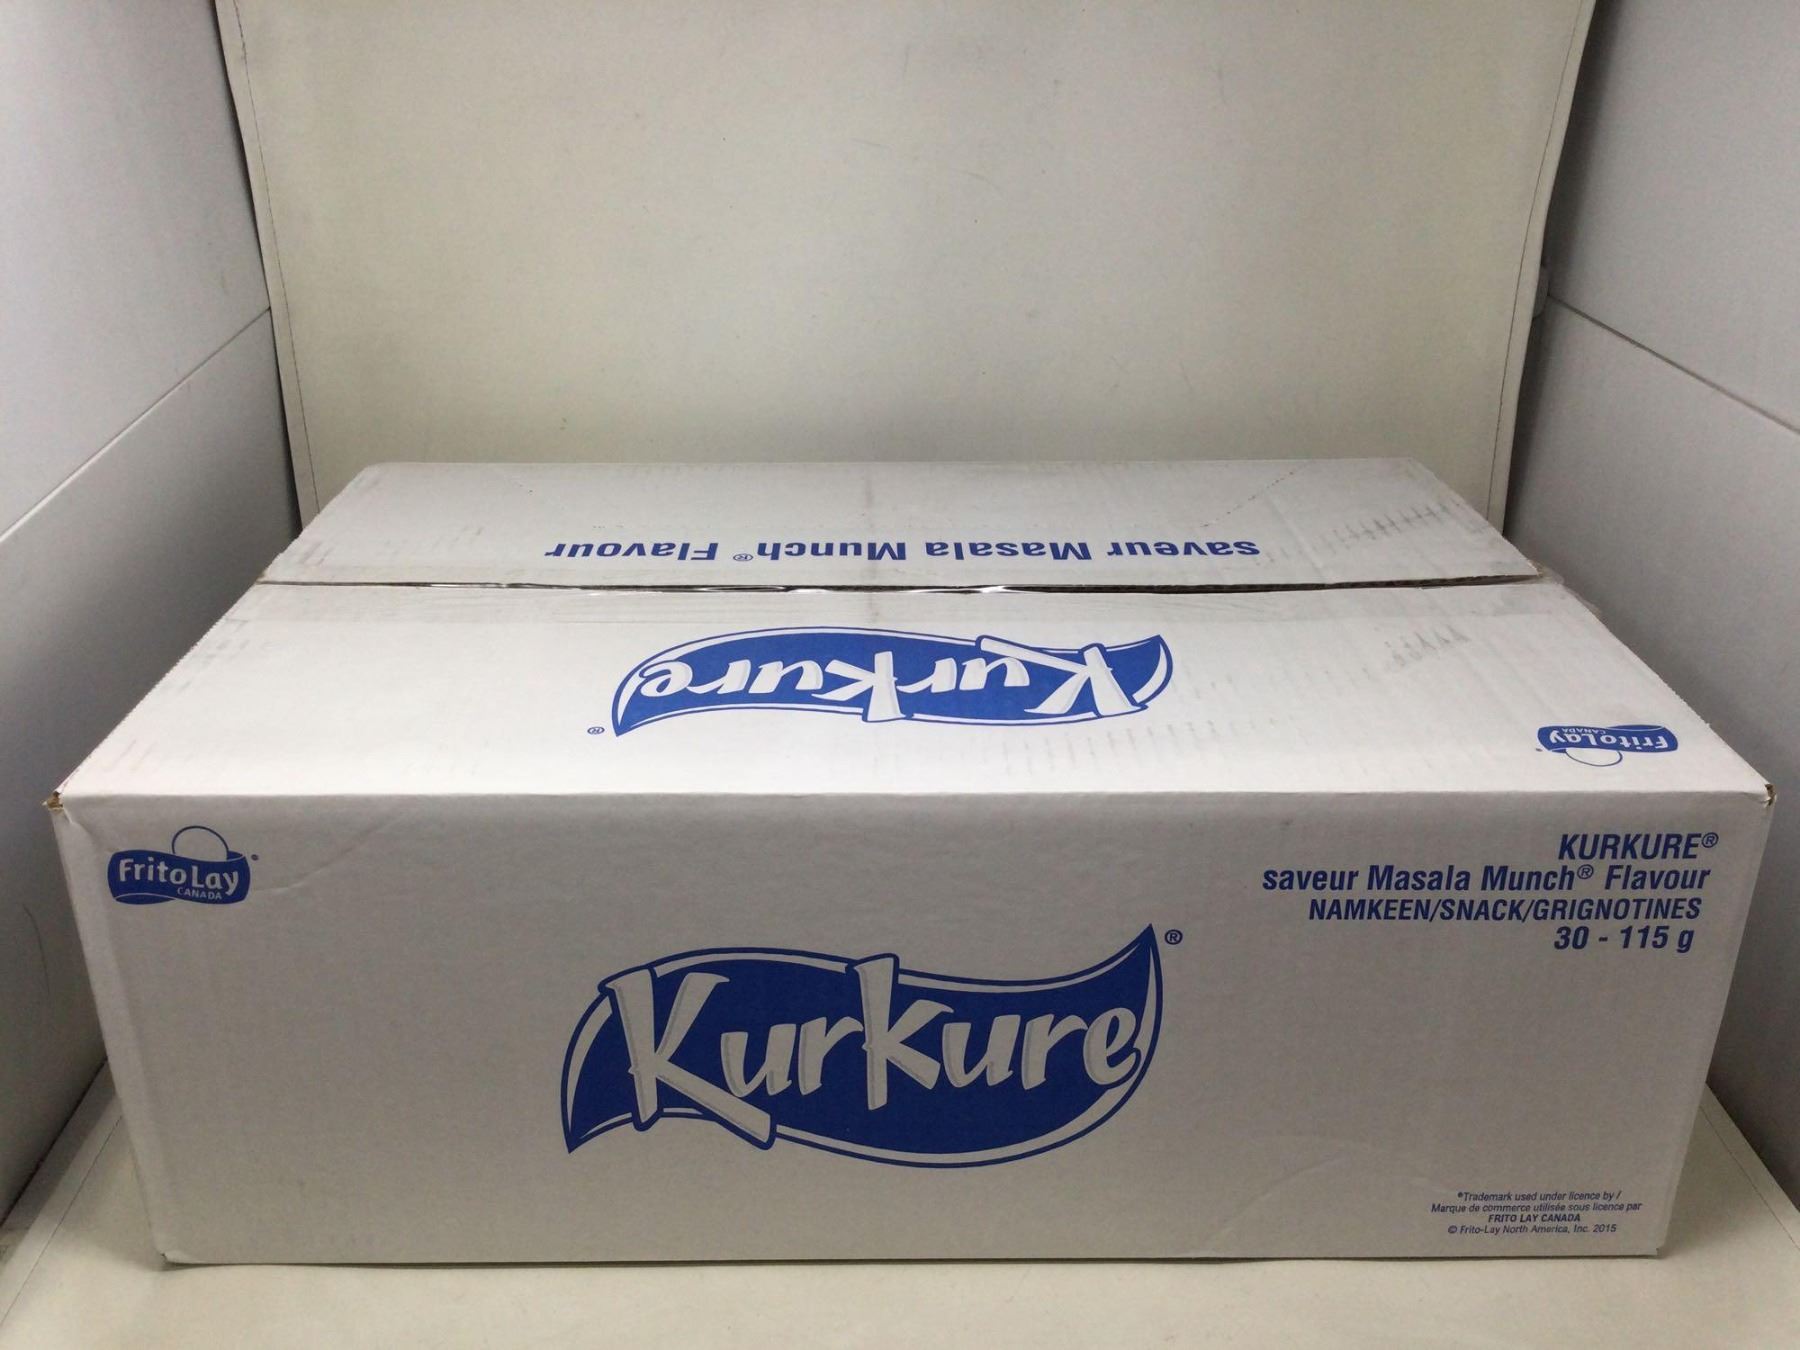 saveur Masala Munch® Flavour
Kurkure®
FritoLay
CANADA
FritoLay
CANADA
KURKURE®
saveur Masala Munch® Flavour
NAMKEEN/SNACK/GRIGNOTINES
30 - 115 g
Kurkure®
®Trademark used under licence by /
Marque de commerce utilisée sous licence par
FRITO LAY CANADA
© Frito-Lay North America, Inc. 2015